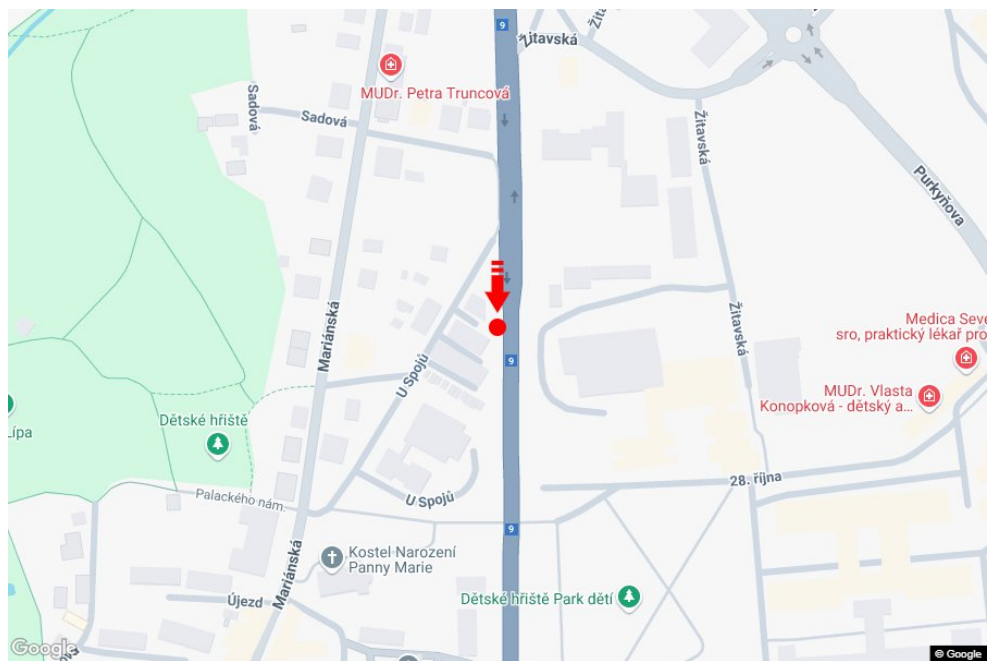 9
Žitavská
MUDr. Petra Truncová
Sadová
Sadová
Žitavská
Purkyňova
Mariánská
Žitavská
Medica Seve
sro, praktický lékař pro
9
U Spojů
MUDr. Vlasta
Konopková - dětský a...
Dětské hřiště
Lípa
28. října
Palackého nám.
U Spojů
9
Kostel Narození
Panny Marie
Mariánská
Újezd
Dětské hřiště Park dětí
ova
Google
© Google